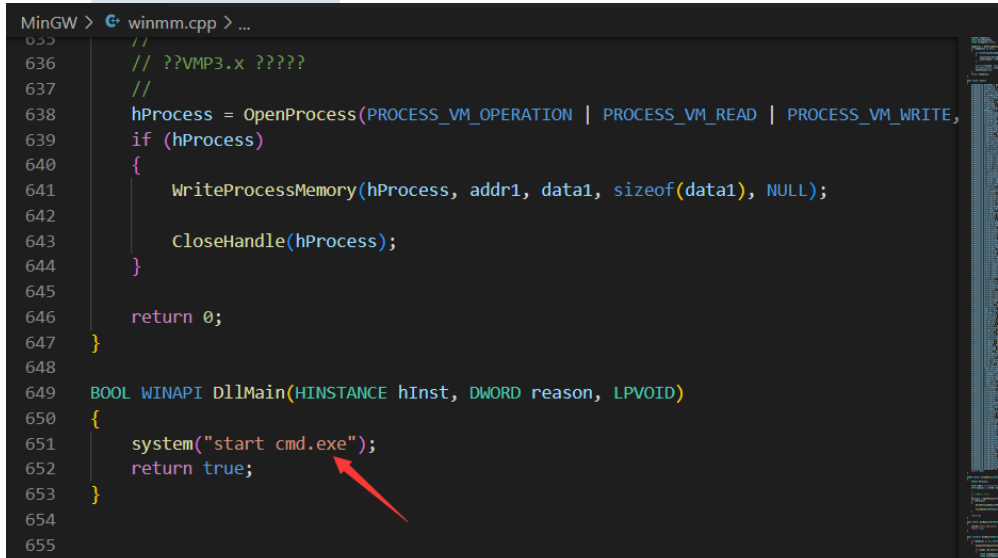 MinGW > winmm.cpp > ...
635 //
636 // ??VMP3.x ?????
637 //
638 hProcess = OpenProcess(PROCESS_VM_OPERATION | PROCESS_VM_READ | PROCESS_VM_WRITE,
639 if (hProcess)
640 {
641 WriteProcessMemory(hProcess, addr1, data1, sizeof(data1), NULL);
642
643 CloseHandle(hProcess);
644 }
645
646 return 0;
647 }
648
649 BOOL WINAPI DllMain(HINSTANCE hInst, DWORD reason, LPVOID)
650 {
651 system("start cmd.exe");
652 return true;
653 }
654
655